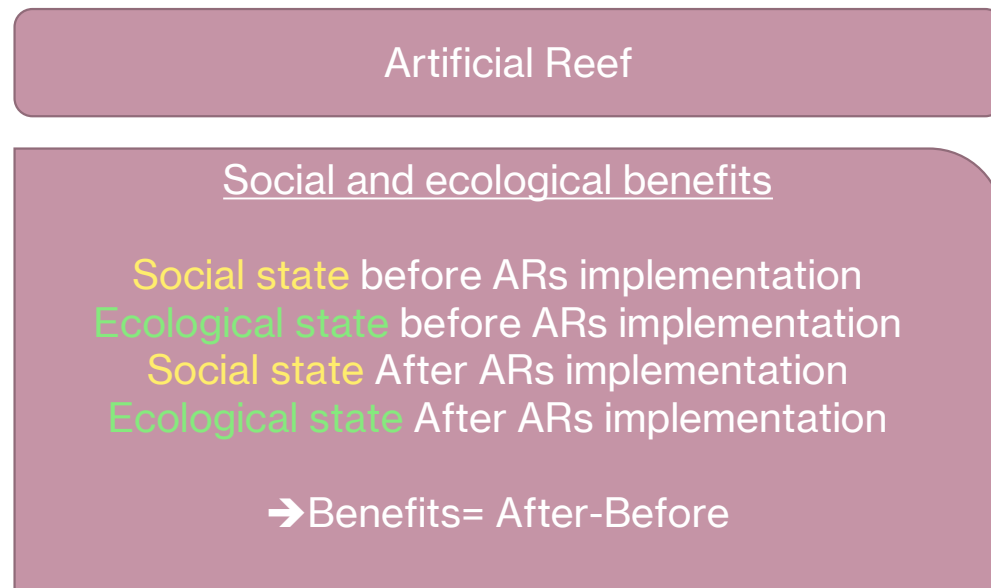 Artificial Reef
Social and ecological benefits
Social state before ARs implementation
Ecological state before ARs implementation
Social state After ARs implementation
Ecological state After ARs implementation
➔Benefits= After-Before